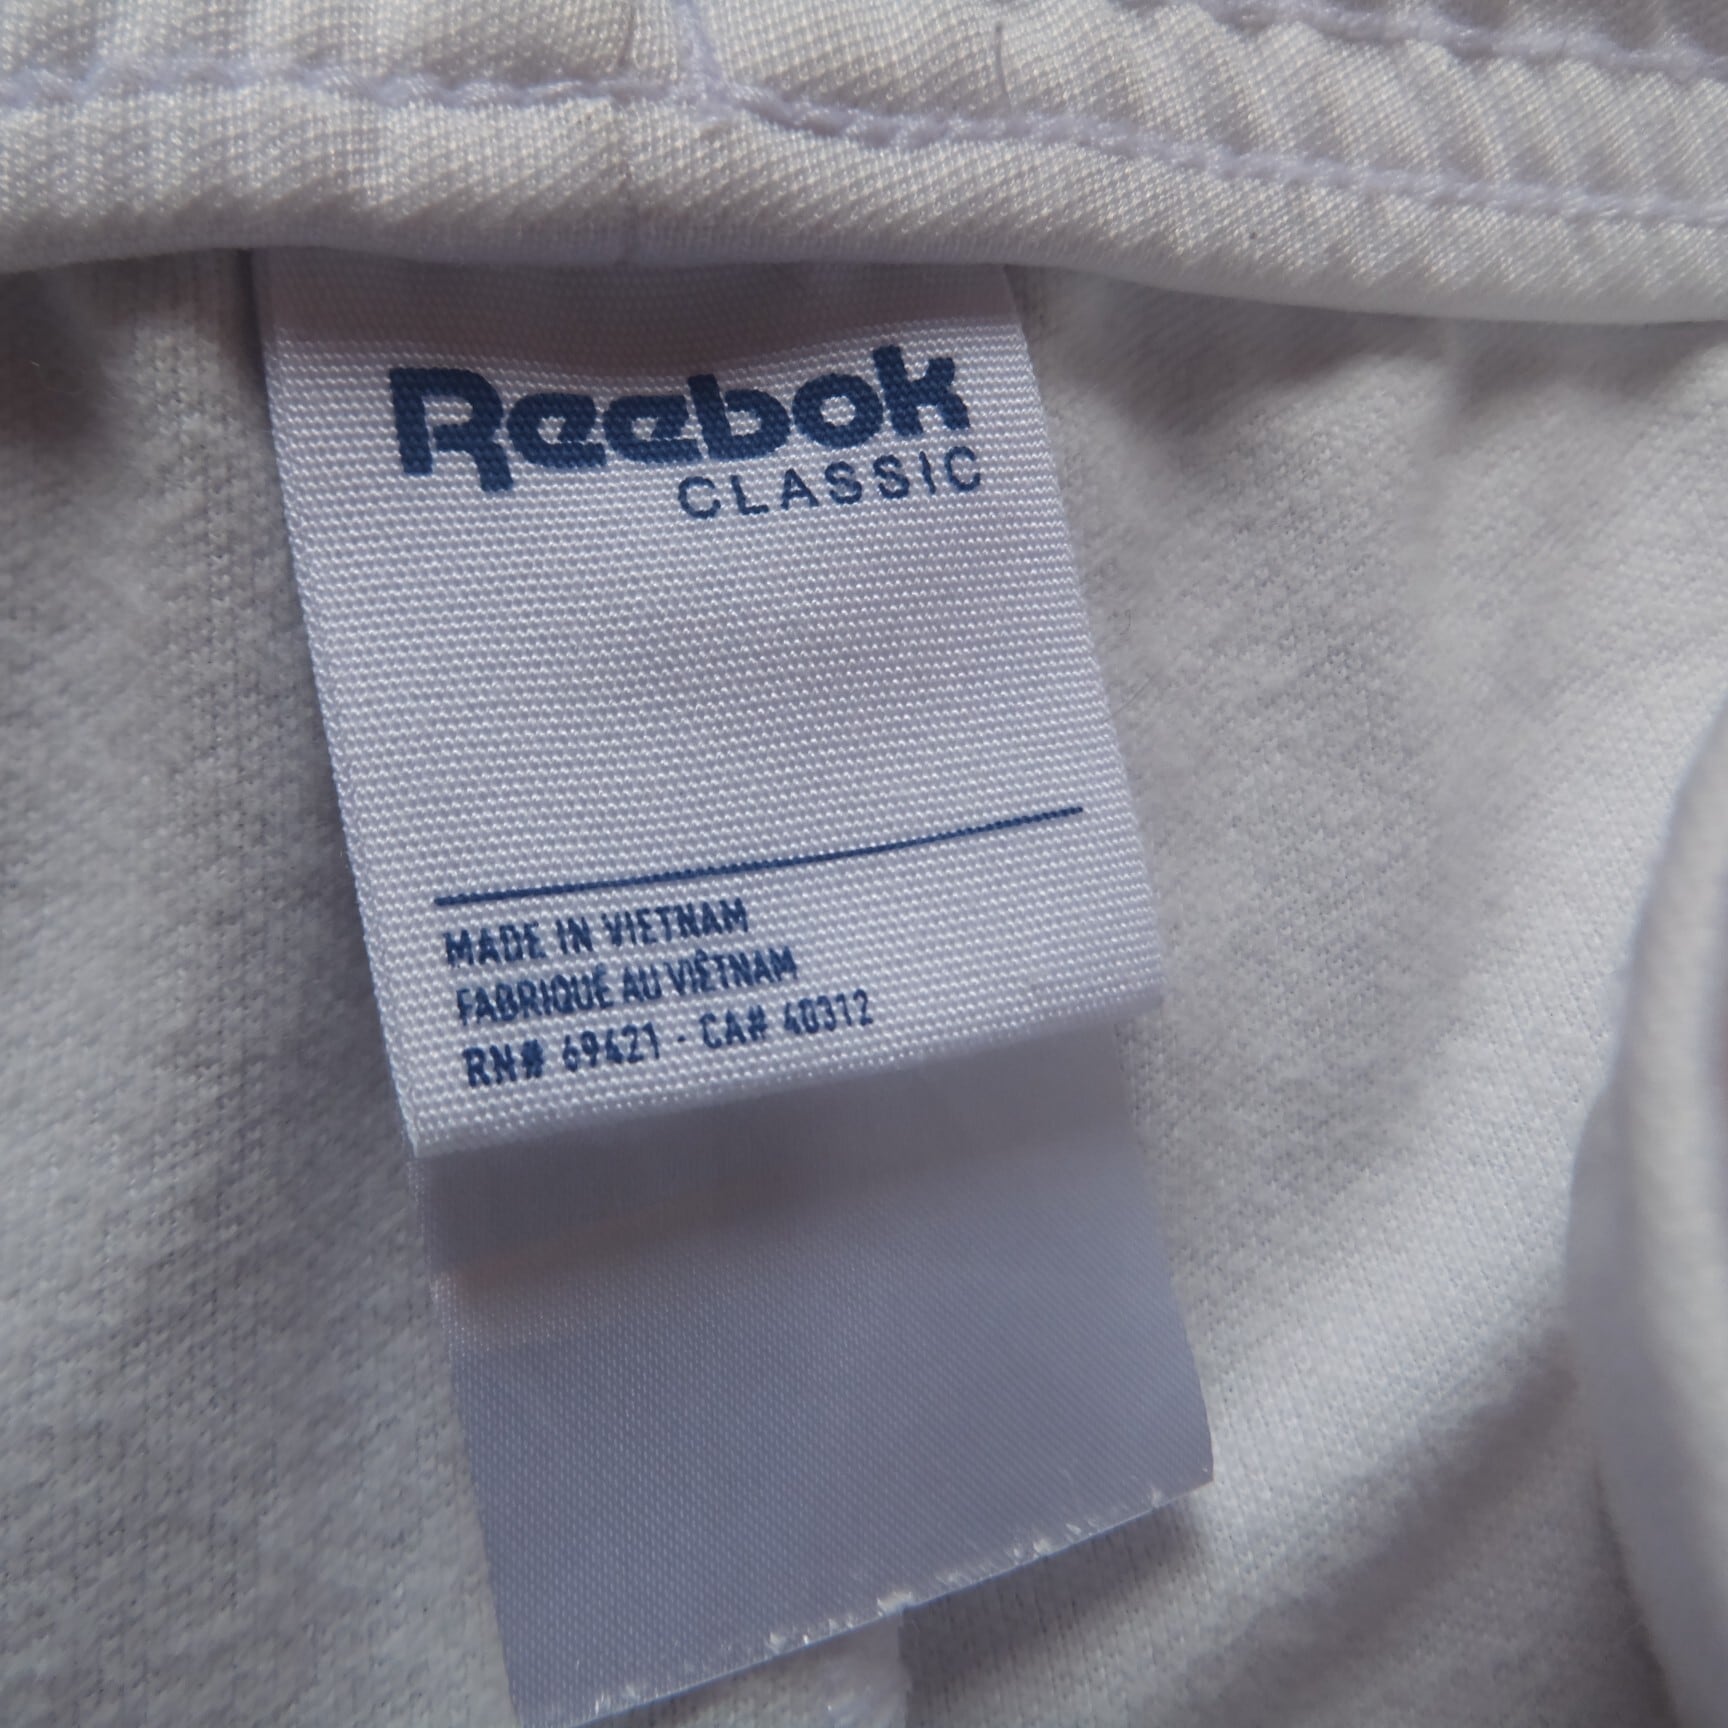 Reebok
CLASSIC
MADE IN VIETNAM
FABRIQUÉ AU VIÊTNAM
RN# 69421 - CA# 40312